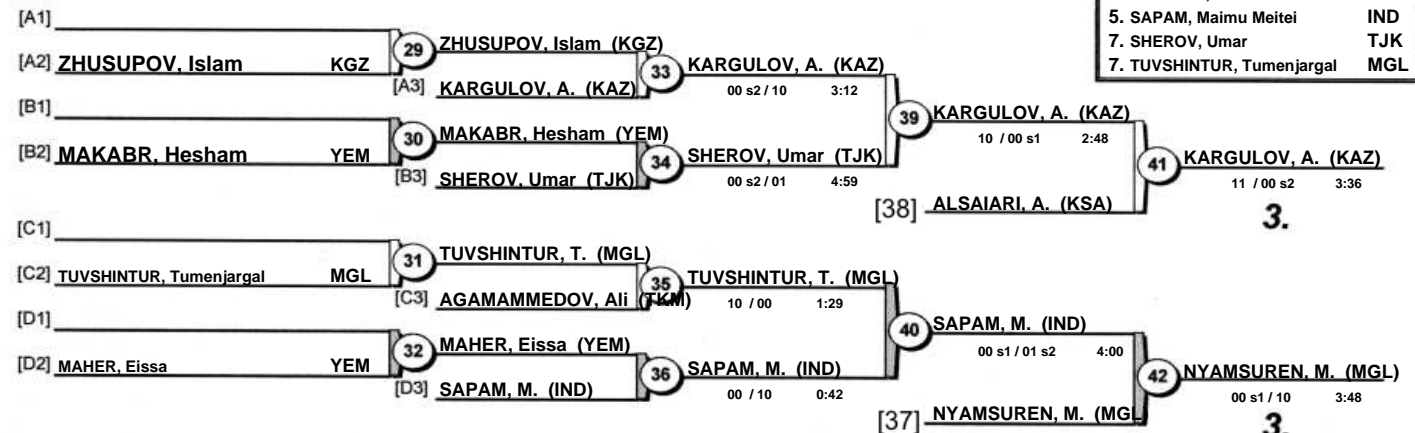 5. SAPAM, Maimu Meitei IND
7. SHEROV, Umar TJK
7. TUVSHINTUR, Tumenjargal MGL
[A1]
[A2] ZHUSUPOV, Islam KGZ
29
ZHUSUPOV, Islam (KGZ)
[A3] KARGULOV, A. (KAZ)
33
KARGULOV, A. (KAZ)
00 s2 / 10 3:12
[B1]
[B2] MAKABR, Hesham YEM
30
MAKABR, Hesham (YEM)
[B3] SHEROV, Umar (TJK)
34
SHEROV, Umar (TJK)
00 s2 / 01 4:59
39
KARGULOV, A. (KAZ)
10 / 00 s1 2:48
[38] ALSAIARI, A. (KSA)
41
KARGULOV, A. (KAZ)
11 / 00 s2 3:36
3.
[C1]
[C2] TUVSHINTUR, Tumenjargal MGL
31
TUVSHINTUR, T. (MGL)
[C3] AGAMAMMEDOV, Ali (TKM)
35
TUVSHINTUR, T. (MGL)
10 / 00 1:29
[D1]
[D2] MAHER, Eissa YEM
32
MAHER, Eissa (YEM)
[D3] SAPAM, M. (IND)
36
SAPAM, M. (IND)
00 / 10 0:42
40
SAPAM, M. (IND)
00 s1 / 01 s2 4:00
[37] NYAMSUREN, M. (MGL
42
NYAMSUREN, M. (MGL)
00 s1 / 10 3:48
3.